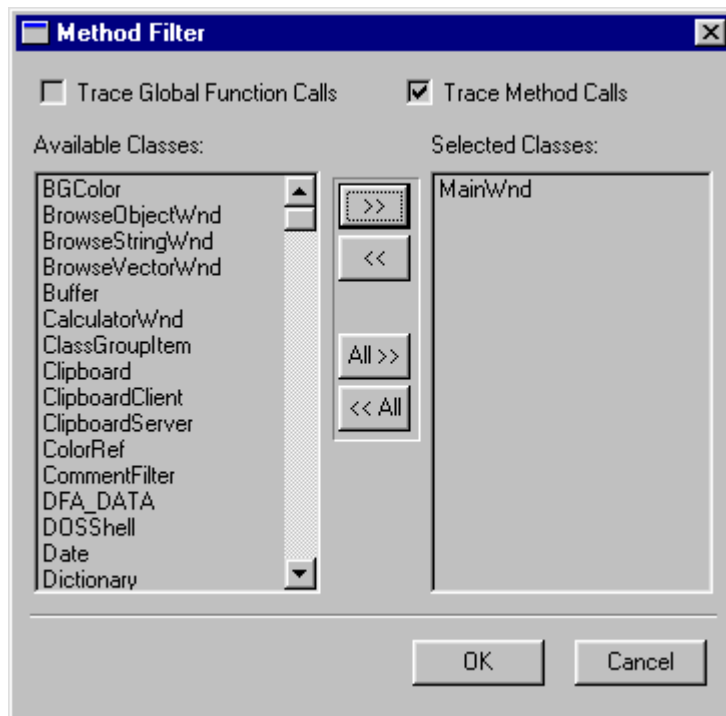 Method Filter
Trace Global Function Calls
Trace Method Calls
Available Classes:
Selected Classes:
BGColor
BrowseObjectWnd
BrowseStringWnd
BrowseVectorWnd
Buffer
CalculatorWnd
ClassGroupItem
Clipboard
ClipboardClient
ClipboardServer
ColorRef
CommentFilter
DFA_DATA
DOSShell
Date
Dictionary
>>
<<
All >>
<< All
MainWnd
OK
Cancel